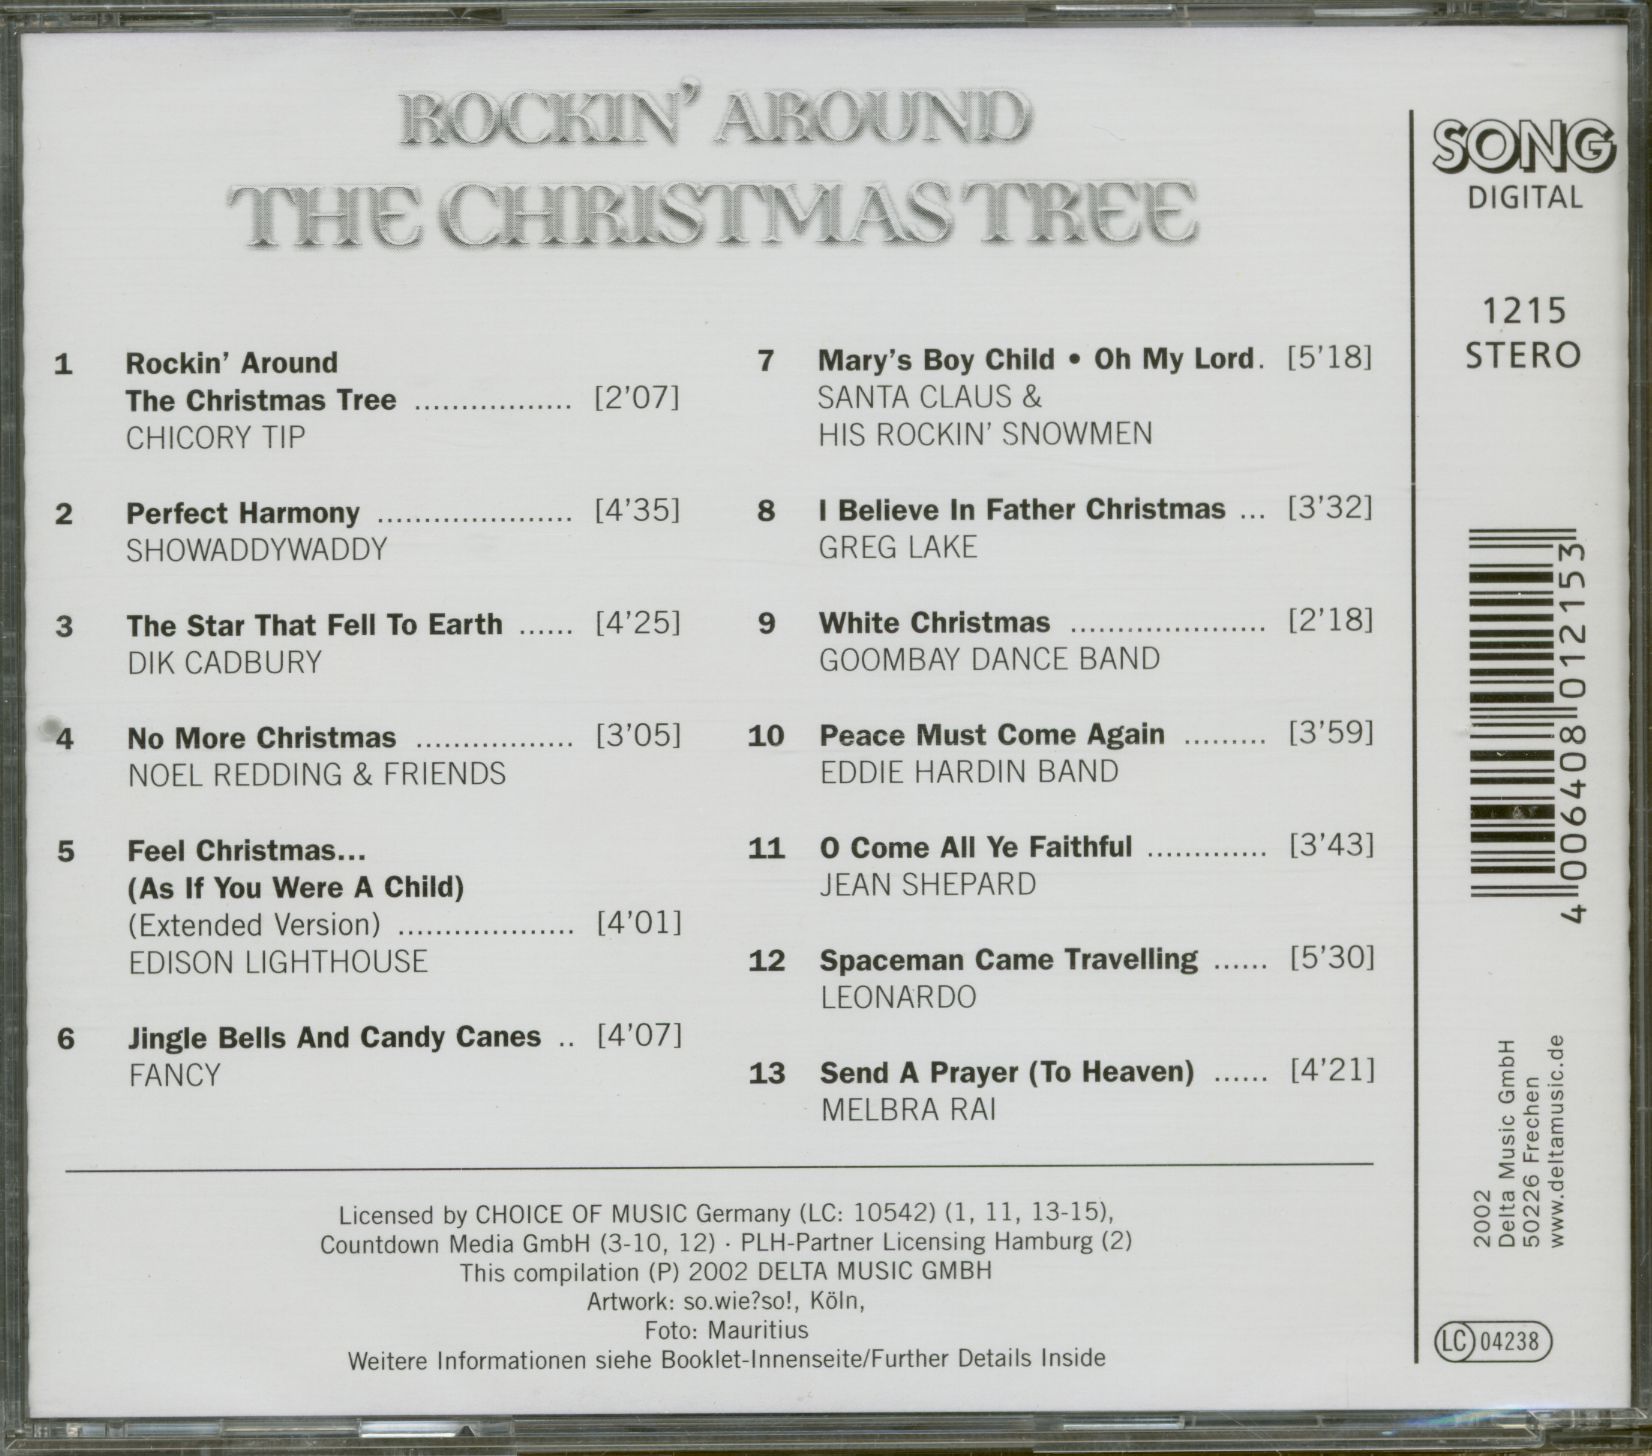 ROCKIN' AROUND
THE CHRISTMAS TREE
1 Rockin' Around
The Christmas Tree ................. [2'07]
CHICORY TIP
2 Perfect Harmony ..................... [4'35]
SHOWADDYWADDY
3 The Star That Fell To Earth ...... [4'25]
DIK CADBURY
4 No More Christmas ................. [3'05]
NOEL REDDING & FRIENDS
5 Feel Christmas...
(As If You Were A Child)
(Extended Version) ................... [4'01]
EDISON LIGHTHOUSE
6 Jingle Bells And Candy Canes .. [4'07]
FANCY
7 Mary's Boy Child • Oh My Lord. [5'18]
SANTA CLAUS &
HIS ROCKIN' SNOWMEN
8 I Believe In Father Christmas ... [3'32]
GREG LAKE
9 White Christmas ..................... [2'18]
GOOMBAY DANCE BAND
10 Peace Must Come Again ......... [3'59]
EDDIE HARDIN BAND
11 O Come All Ye Faithful ............. [3'43]
JEAN SHEPARD
12 Spaceman Came Travelling ...... [5'30]
LEONARDO
13 Send A Prayer (To Heaven) ...... [4'21]
MELBRA RAI
Licensed by CHOICE OF MUSIC Germany (LC: 10542) (1, 11, 13-15),
Countdown Media GmbH (3-10, 12) · PLH-Partner Licensing Hamburg (2)
This compilation (P) 2002 DELTA MUSIC GMBH
Artwork: so.wie?so!, Köln,
Foto: Mauritius
Weitere Informationen siehe Booklet-Innenseite/Further Details Inside
SONG
DIGITAL
1215
STERO
4 006408 012153
2002
Delta Music GmbH
50226 Frechen
www.deltamusic.de
LC 04238